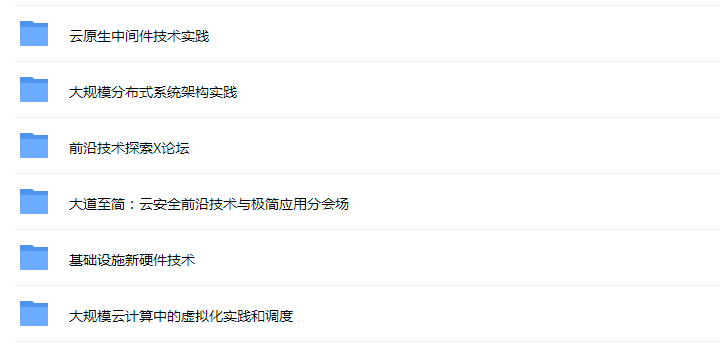 云原生中间件技术实践
大规模分布式系统架构实践
前沿技术探索X论坛
大道至简：云安全前沿技术与极简应用分会场
基础设施新硬件技术
大规模云计算中的虚拟化实践和调度